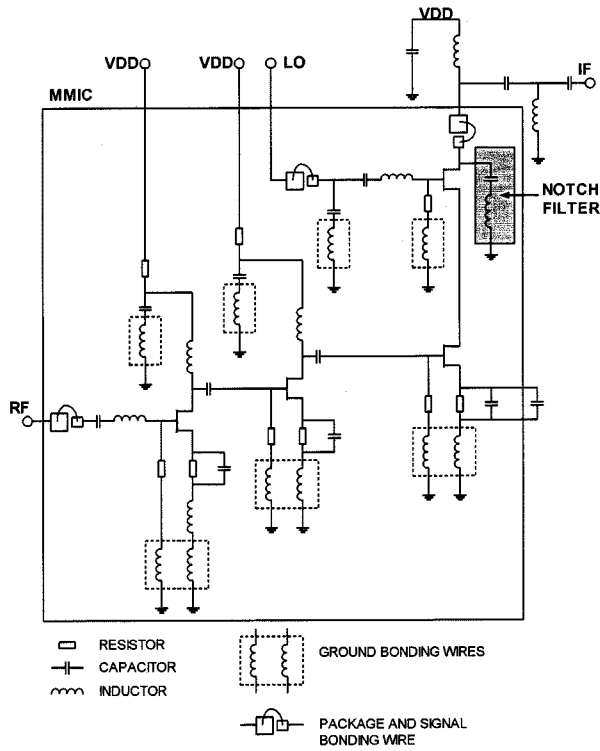 VDD
VDD
VDD
LO
IF
MMIC
NOTCH
FILTER
RF
RESISTOR
CAPACITOR
INDUCTOR
GROUND BONDING WIRES
PACKAGE AND SIGNAL
BONDING WIRE